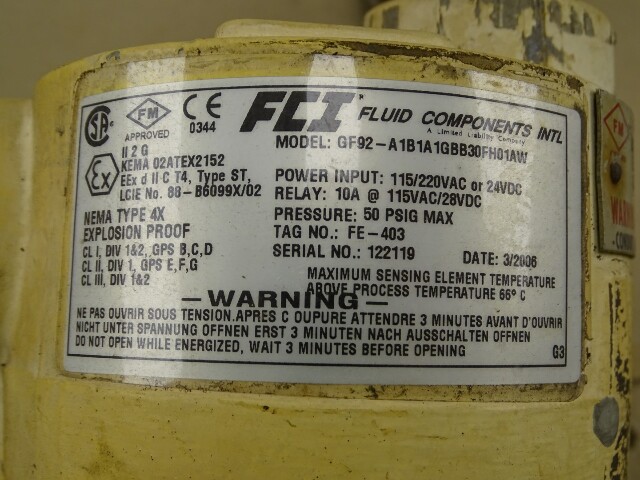 FM
SA
APPROVED
CE
0344
FCI FLUID COMPONENTS INTL
A Limited Liability Company
MODEL: GF92-A1B1A1GBB30FH01AW
II 2 G
KEMA 02ATEX2152
EEx d II C T4, Type ST,
LCIE No. 88-B6099X/02
Ex
NEMA TYPE 4X
EXPLOSION PROOF
CL I, DIV 1&2, GPS B,C,D
CL II, DIV 1, GPS E,F,G
CL III, DIV 1&2
POWER INPUT: 115/220VAC or 24VDC
RELAY: 10A @ 115VAC/28VDC
PRESSURE: 50 PSIG MAX
TAG NO.: FE-403
SERIAL NO.: 122119 DATE: 3/2006
MAXIMUM SENSING ELEMENT TEMPERATURE
ABOVE PROCESS TEMPERATURE 66° C
—WARNING—
NE PAS OUVRIR SOUS TENSION.APRES C OUPURE ATTENDRE 3 MINUTES AVANT D'OUVRIR
NICHT UNTER SPANNUNG OFFNEN ERST 3 MINUTEN NACH AUSSCHALTEN OFFNEN
DO NOT OPEN WHILE ENERGIZED, WAIT 3 MINUTES BEFORE OPENING
G3